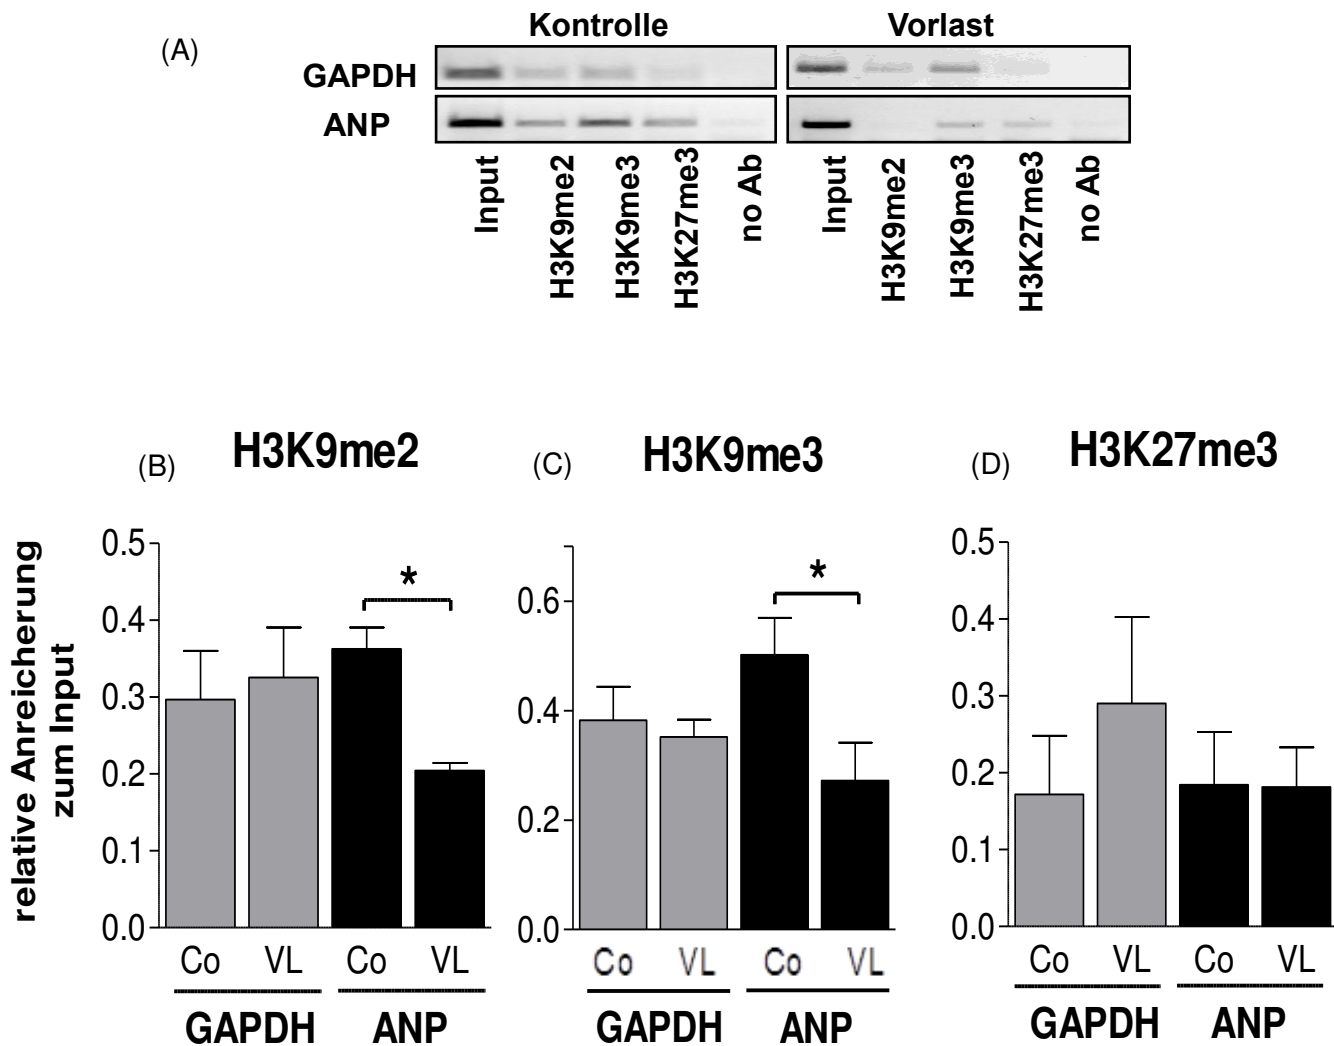 (A)
Kontrolle Vorlast
GAPDH
ANP
Input H3K9me2 H3K9me3 H3K27me3 no Ab Input H3K9me2 H3K9me3 H3K27me3 no Ab
(B) H3K9me2
relative Anreicherung
zum Input
0.5
0.4
0.3
0.2
0.1
0.0
*
Co VL Co VL
GAPDH ANP
(C) H3K9me3
0.6
0.4
0.2
0.0
*
Co VL Co VL
GAPDH ANP
(D) H3K27me3
0.5
0.4
0.3
0.2
0.1
0.0
Co VL Co VL
GAPDH ANP